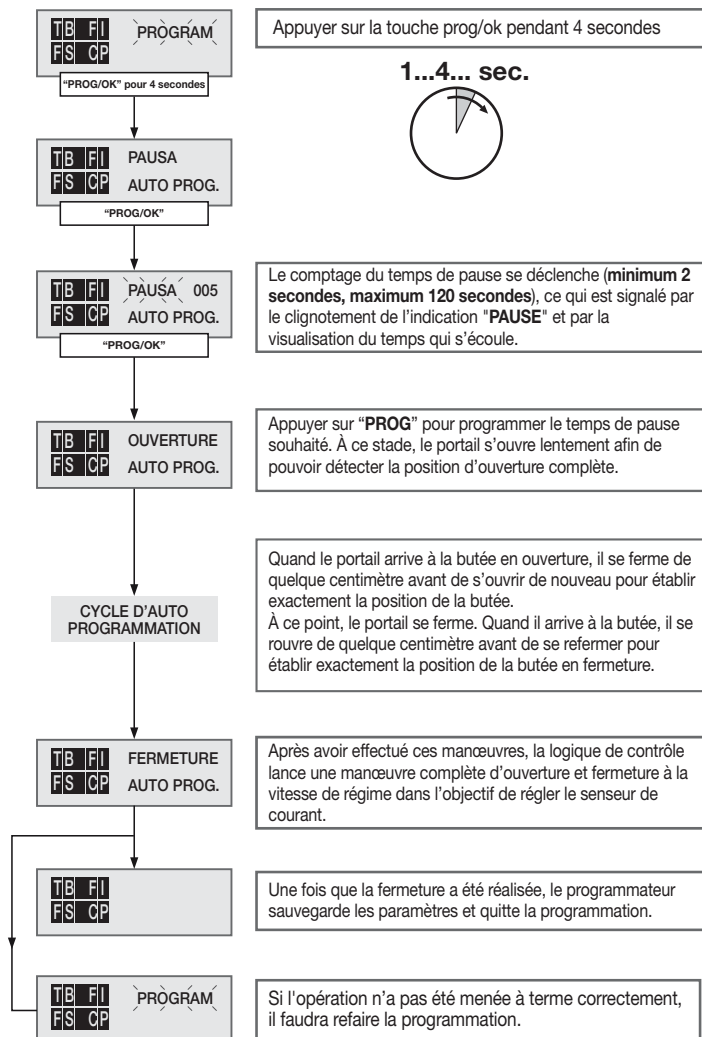 TB FI PROGRAM
FS CP
“PROG/OK” pour 4 secondes
Appuyer sur la touche prog/ok pendant 4 secondes
1...4... sec.
TB FI PAUSA
FS CP AUTO PROG.
“PROG/OK”
TB FI PAUSA 005
FS CP AUTO PROG.
“PROG/OK”
Le comptage du temps de pause se déclenche (minimum 2
secondes, maximum 120 secondes), ce qui est signalé par
le clignotement de l’indication "PAUSE" et par la
visualisation du temps qui s’écoule.
TB FI OUVERTURE
FS CP AUTO PROG.
Appuyer sur “PROG” pour programmer le temps de pause
souhaité. À ce stade, le portail s’ouvre lentement afin de
pouvoir détecter la position d’ouverture complète.
CYCLE D’AUTO
PROGRAMMATION
Quand le portail arrive à la butée en ouverture, il se ferme de
quelque centimètre avant de s’ouvrir de nouveau pour établir
exactement la position de la butée.
À ce point, le portail se ferme. Quand il arrive à la butée, il se
rouvre de quelque centimètre avant de se refermer pour
établir exactement la position de la butée en fermeture.
TB FI FERMETURE
FS CP AUTO PROG.
Après avoir effectué ces manœuvres, la logique de contrôle
lance une manœuvre complète d’ouverture et fermeture à la
vitesse de régime dans l’objectif de régler le senseur de
courant.
TB FI
FS CP
Une fois que la fermeture a été réalisée, le programmateur
sauvegarde les paramètres et quitte la programmation.
TB FI PROGRAM
FS CP
Si l'opération n’a pas été menée à terme correctement,
il faudra refaire la programmation.